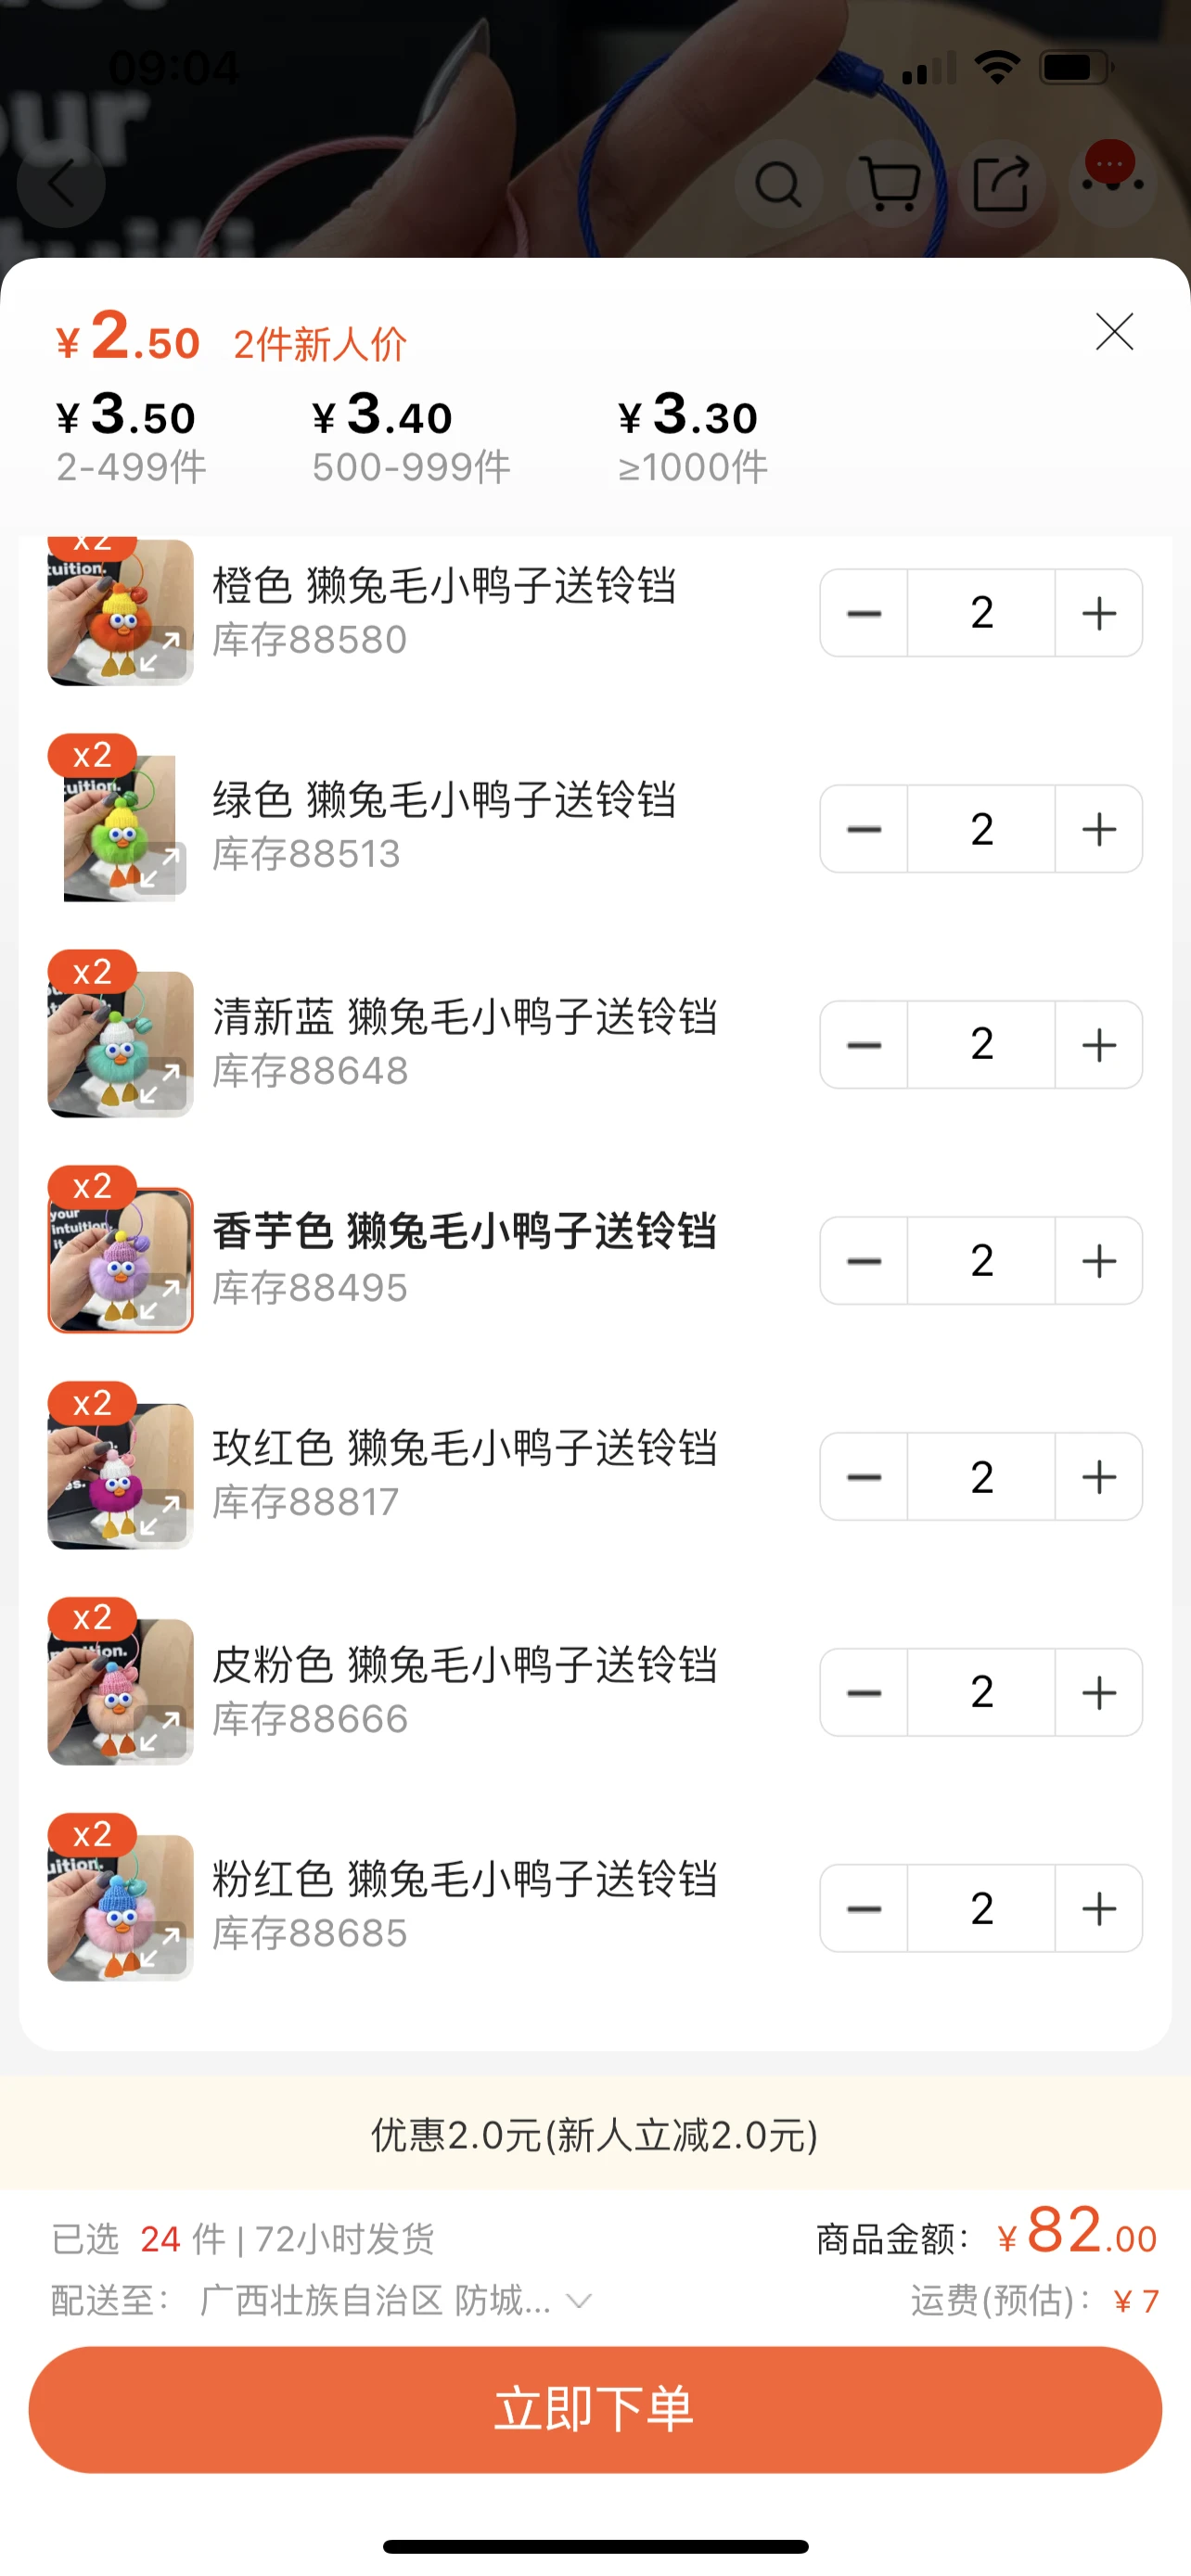 09:04
our
¥2.50 2件新人价
¥3.50 ¥3.40 ¥3.30
2-499件 500-999件 ≥1000件
x2
tuition.
橙色 獭兔毛小鸭子送铃铛
库存88580
2
x2
tuition.
绿色 獭兔毛小鸭子送铃铛
库存88513
2
x2
清新蓝 獭兔毛小鸭子送铃铛
库存88648
2
x2
your
intuition.
香芋色 獭兔毛小鸭子送铃铛
库存88495
2
x2
玫红色 獭兔毛小鸭子送铃铛
库存88817
2
x2
皮粉色 獭兔毛小鸭子送铃铛
库存88666
2
x2
粉红色 獭兔毛小鸭子送铃铛
库存88685
2
优惠2.0元(新人立减2.0元)
已选 24 件 | 72小时发货 商品金额：¥82.00
配送至： 广西壮族自治区 防城... 运费(预估)：¥7
立即下单